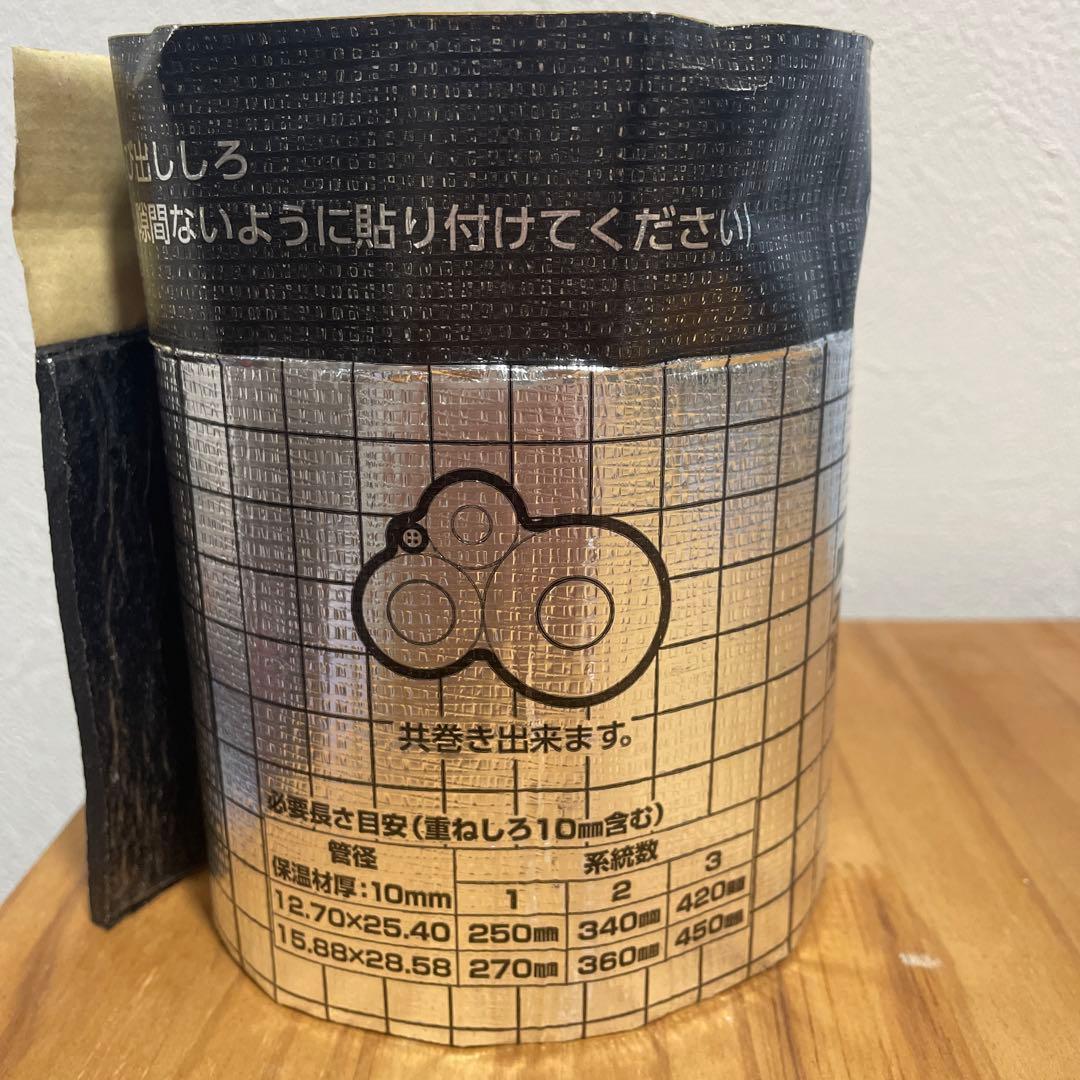 出ししろ
隙間ないように貼り付けてください)
共巻き出来ます。
必要長さ目安(重ねしろ10㎜含む)
管径 系統数
保温材厚:10mm 1 2 3
12.70×25.40 250㎜ 340㎜ 420㎜
15.88×28.58 270㎜ 360㎜ 450㎜